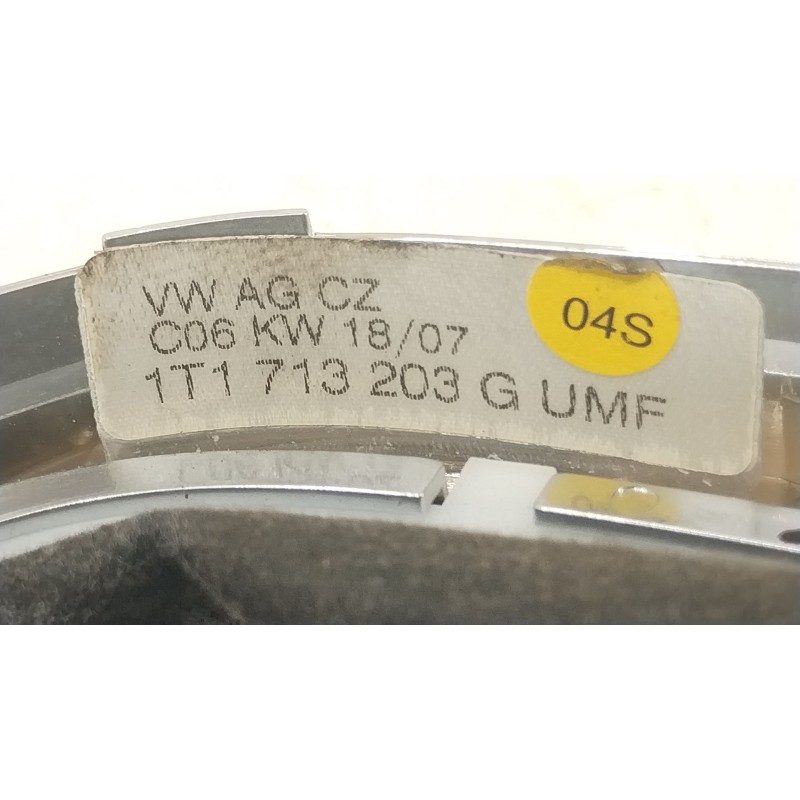 VW AG CZ
04S
C06 KW 18/07
1T1 713 203 G UMF